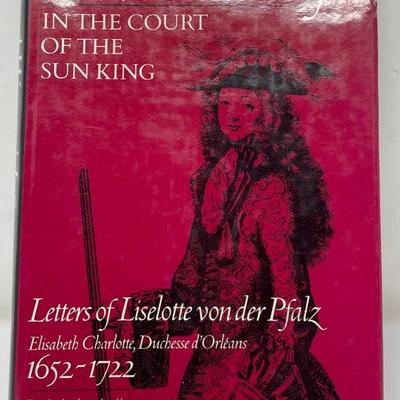 IN THE COURT
OF THE
SUN KING
Letters of Liselotte von der Pfalz
Elisabeth Charlotte, Duchesse d'Orléans
1652–1722